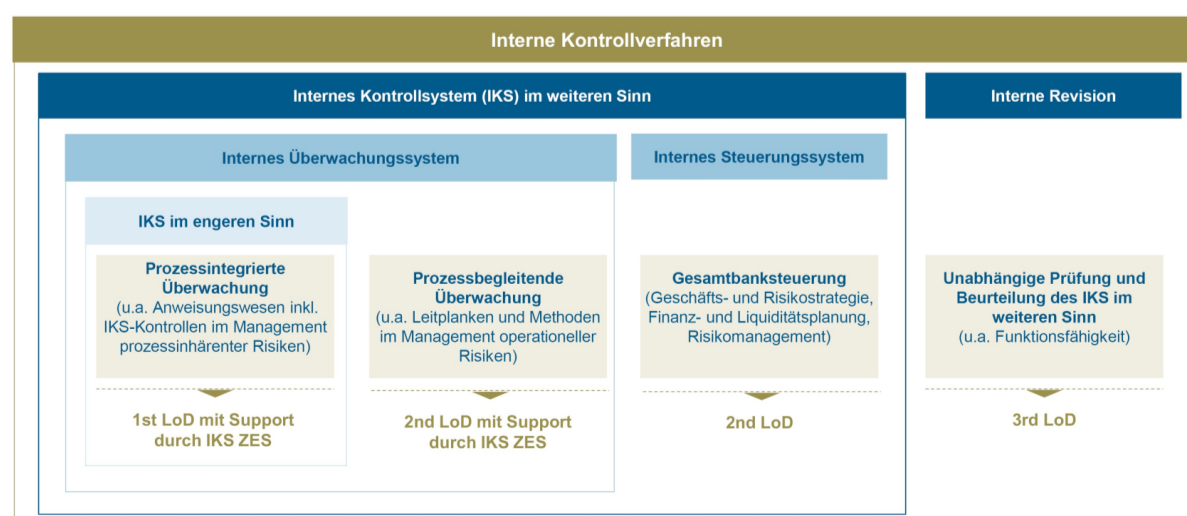 Interne Kontrollverfahren
Internes Kontrollsystem (IKS) im weiteren Sinn
Interne Revision
Internes Überwachungssystem
Internes Steuerungssystem
IKS im engeren Sinn
Prozessintegrierte
Überwachung
(u.a. Anweisungswesen inkl.
IKS-Kontrollen im Management
prozessinhärenter Risiken)
Prozessbegleitende
Überwachung
(u.a. Leitplanken und Methoden
im Management operationeller
Risiken)
Gesamtbanksteuerung
(Geschäfts- und Risikostrategie,
Finanz- und Liquiditätsplanung,
Risikomanagement)
Unabhängige Prüfung und
Beurteilung des IKS im
weiteren Sinn
(u.a. Funktionsfähigkeit)
1st LoD mit Support
durch IKS ZES
2nd LoD mit Support
durch IKS ZES
2nd LoD
3rd LoD